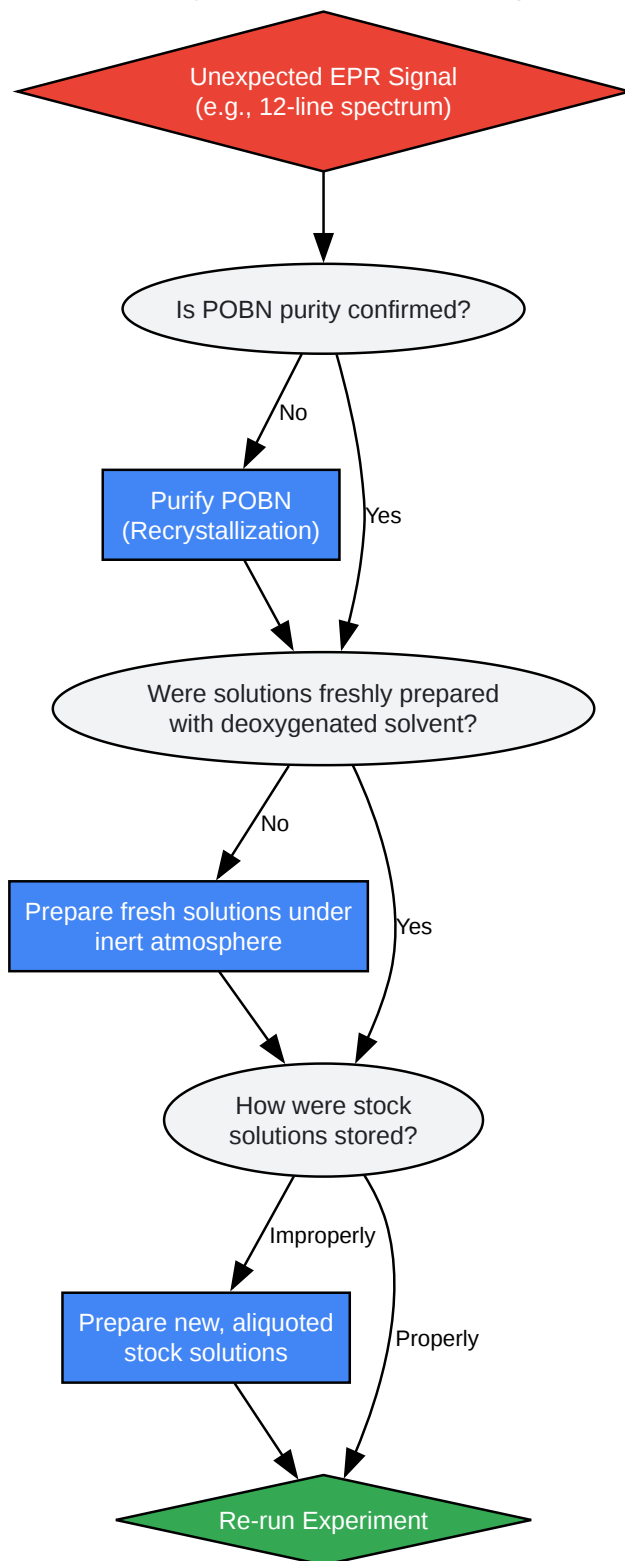 Unexpected EPR Signal
(e.g., 12-line spectrum)
Is POBN purity confirmed?
No
Yes
Purify POBN
(Recrystallization)
Were solutions freshly prepared
with deoxygenated solvent?
No
Yes
Prepare fresh solutions under
inert atmosphere
How were stock
solutions stored?
Improperly
Properly
Prepare new, aliquoted
stock solutions
Re-run Experiment